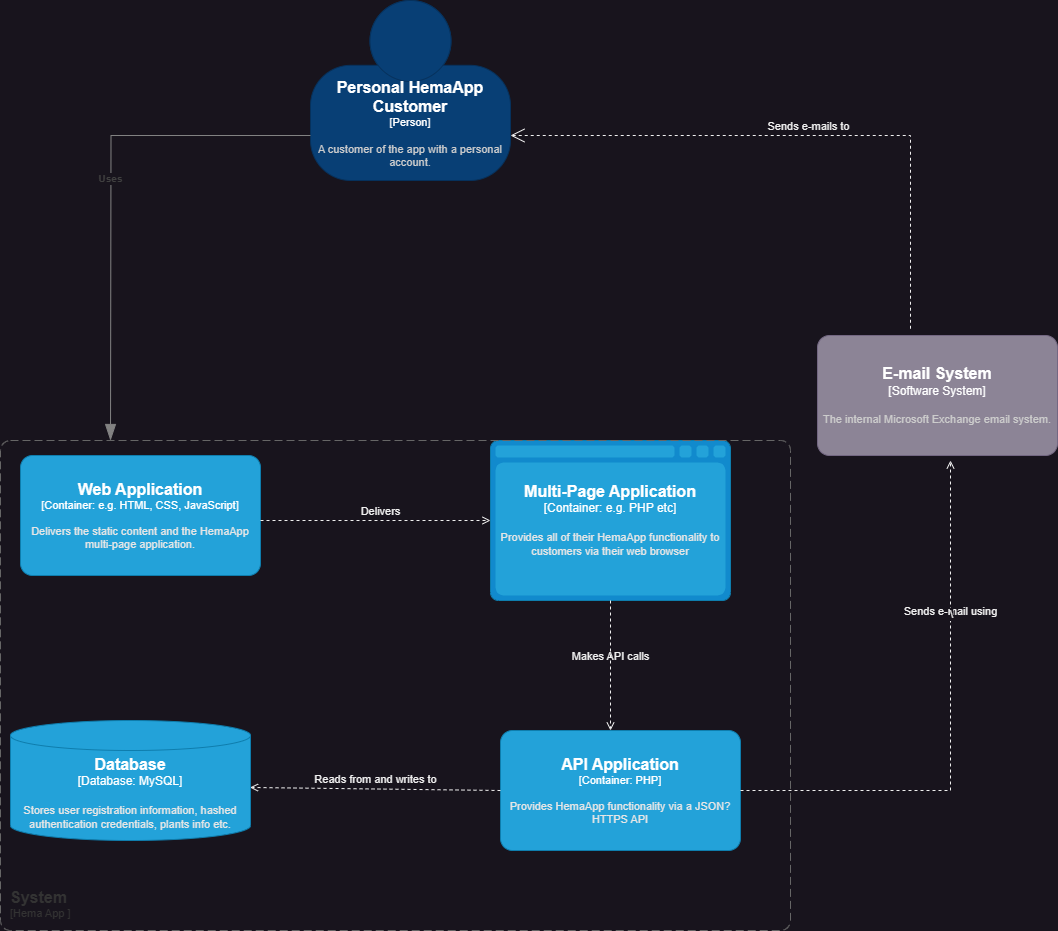 Personal HemaApp
Customer
[Person]
A customer of the app with a personal
account.
Sends e-mails to
Uses
E-mail System
[Software System]
The internal Microsoft Exchange email system.
Web Application
[Container: e.g. HTML, CSS, JavaScript]
Delivers the static content and the HemaApp
multi-page application.
Delivers
Multi-Page Application
[Container: e.g. PHP etc]
Provides all of their HemaApp functionality to
customers via their web browser
Sends e-mail using
Makes API calls
Database
[Database: MySQL]
Stores user registration information, hashed
authentication credentials, plants info etc.
Reads from and writes to
API Application
[Container: PHP]
Provides HemaApp functionality via a JSON?
HTTPS API
System
[Hema App ]